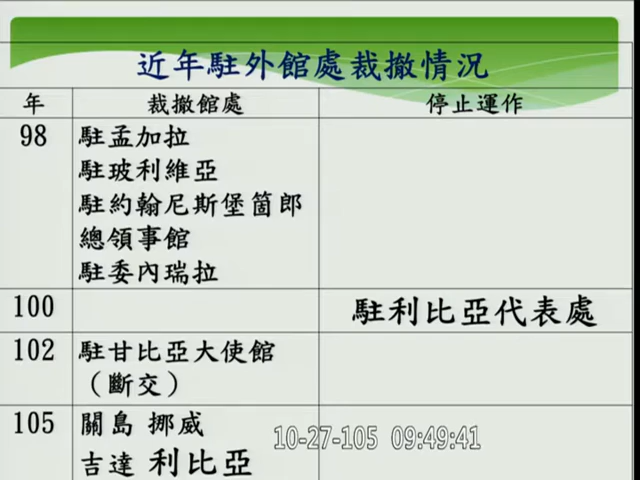 近年駐外館處裁撤情況
年 裁撤館處 停止運作
98 駐孟加拉
駐玻利維亞
駐約翰尼斯堡箇郎
總領事館
駐委內瑞拉
100 駐利比亞代表處
102 駐甘比亞大使館
（斷交）
105 關島 挪威
吉達 利比亞
10-27-105 09:49:41